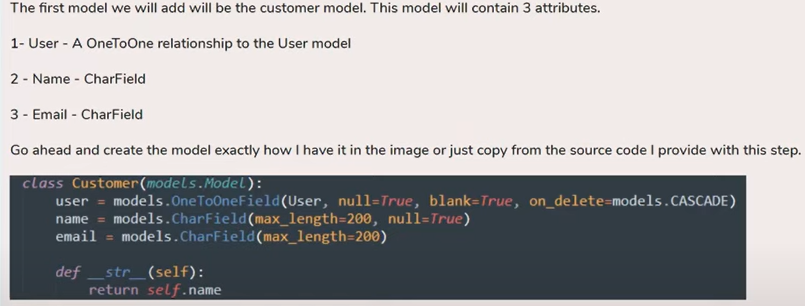 The first model we will add will be the customer model. This model will contain 3 attributes.
1- User - A OneToOne relationship to the User model
2 - Name - CharField
3 - Email - CharField
Go ahead and create the model exactly how I have it in the image or just copy from the source code I provide with this step.
class Customer(models.Model):
    user = models.OneToOneField(User, null=True, blank=True, on_delete=models.CASCADE)
    name = models.CharField(max_length=200, null=True)
    email = models.CharField(max_length=200)
    def __str__(self):
        return self.name